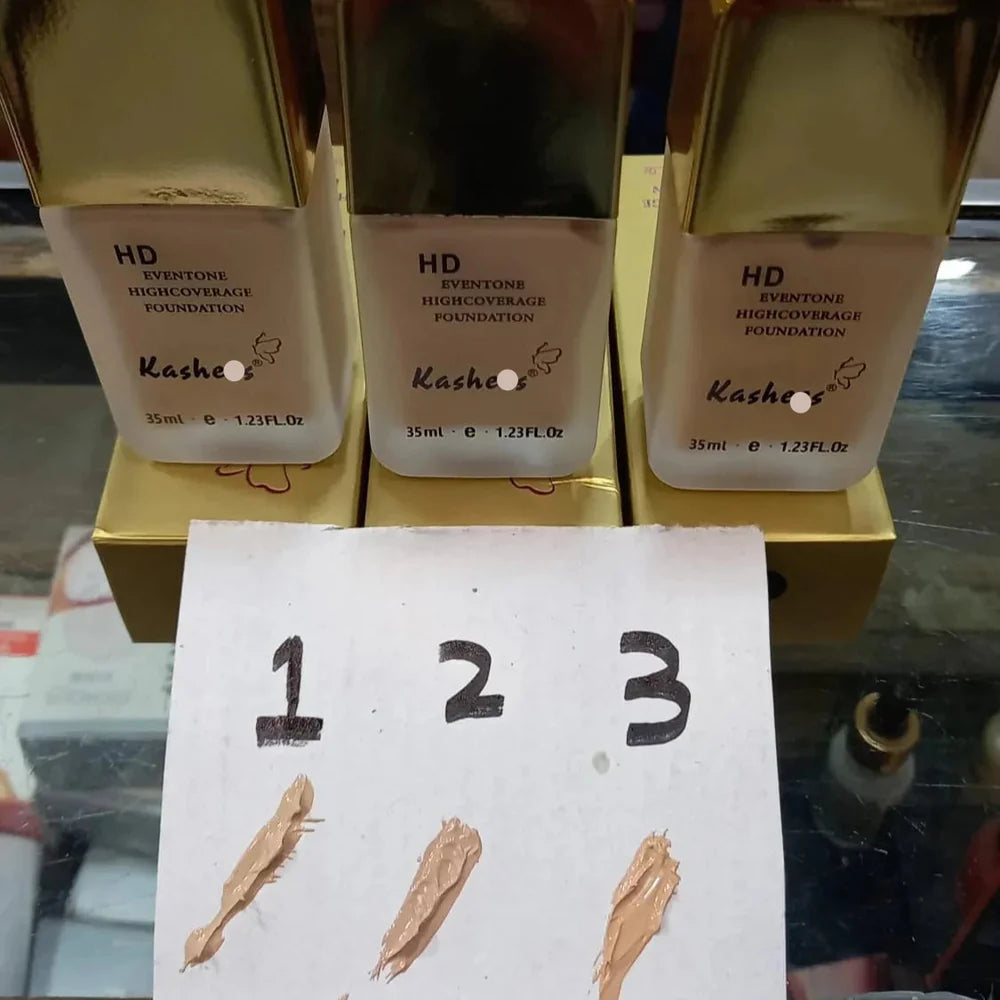 HD
EVENTONE
HIGHCOVERAGE
FOUNDATION
35ml · e · 1.23FL.Oz
HD
EVENTONE
HIGHCOVERAGE
FOUNDATION
35ml · e · 1.23FL.Oz
HD
EVENTONE
HIGHCOVERAGE
FOUNDATION
35ml · e · 1.23FL.Oz
1 2 3